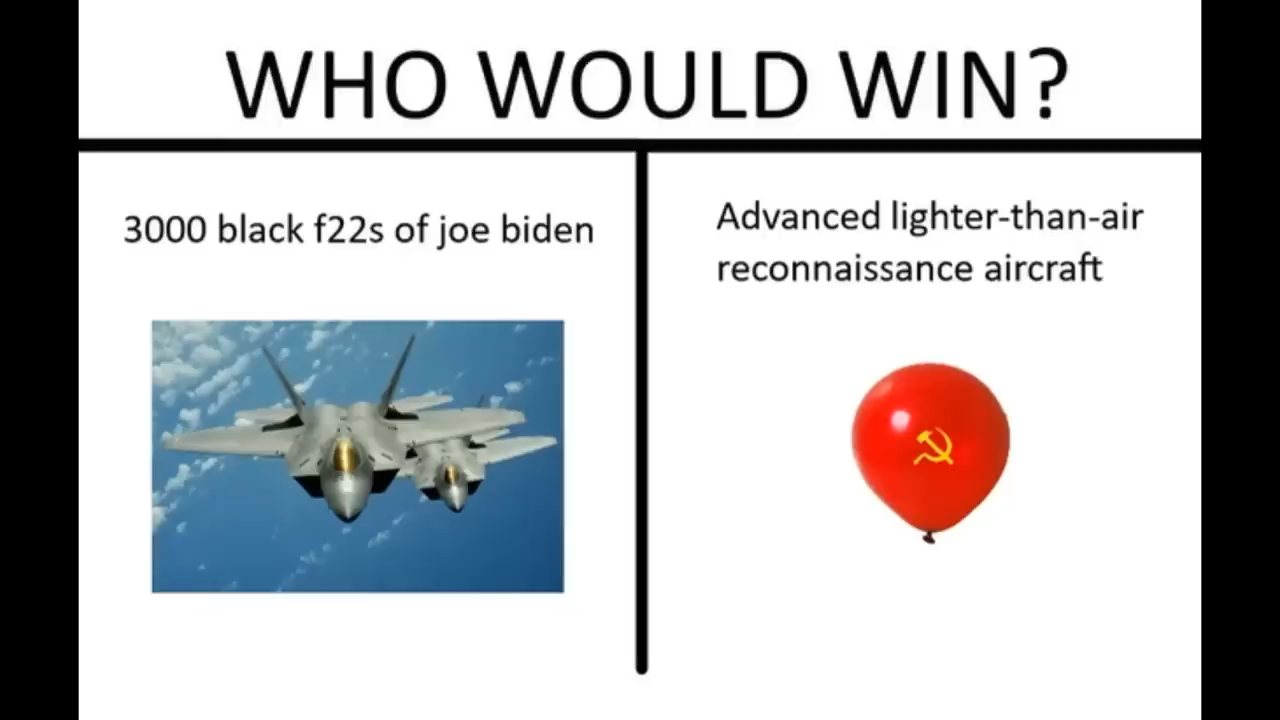 WHO WOULD WIN?
3000 black f22s of joe biden
Advanced lighter-than-air
reconnaissance aircraft